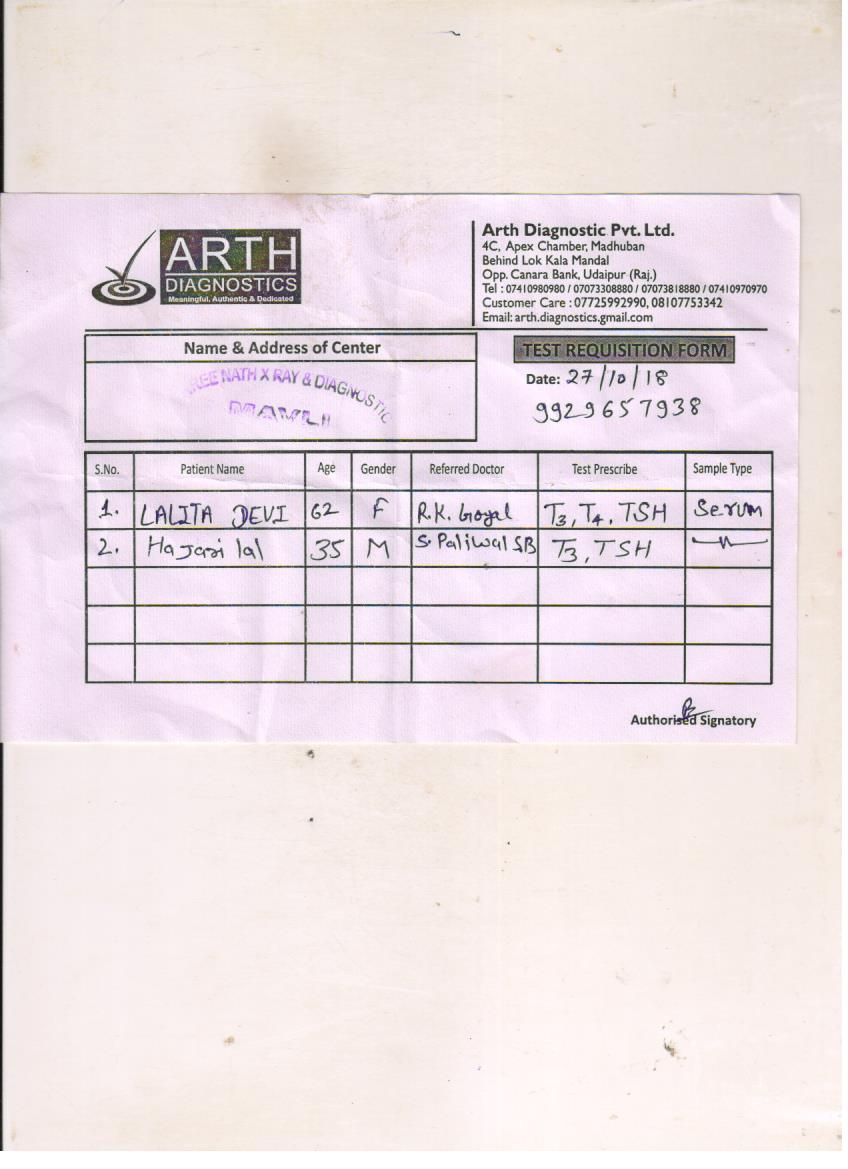 ARTH
DIAGNOSTICS
Meaningful, Authentic & Dedicated
Arth Diagnostic Pvt. Ltd.
4C, Apex Chamber, Madhuban
Behind Lok Kala Mandal
Opp. Canara Bank, Udaipur (Raj.)
Tel : 07410980980 / 07073308880 / 07073818880 / 07410970970
Customer Care : 07725992990, 08107753342
Email: arth.diagnostics.gmail.com
Name & Address of Center
NATH X RAY & DIAGNOSTIC
MAVLI
TEST REQUISITION FORM
Date: 27/10/18
9929657938
S.No. Patient Name Age Gender Referred Doctor Test Prescribe Sample Type
1. LALITA DEVI 62 F R.K. Goyal T3, T4, TSH Serum
2. Hajari lal 35 M S. Paliwal SB T3, TSH
Authorised Signatory